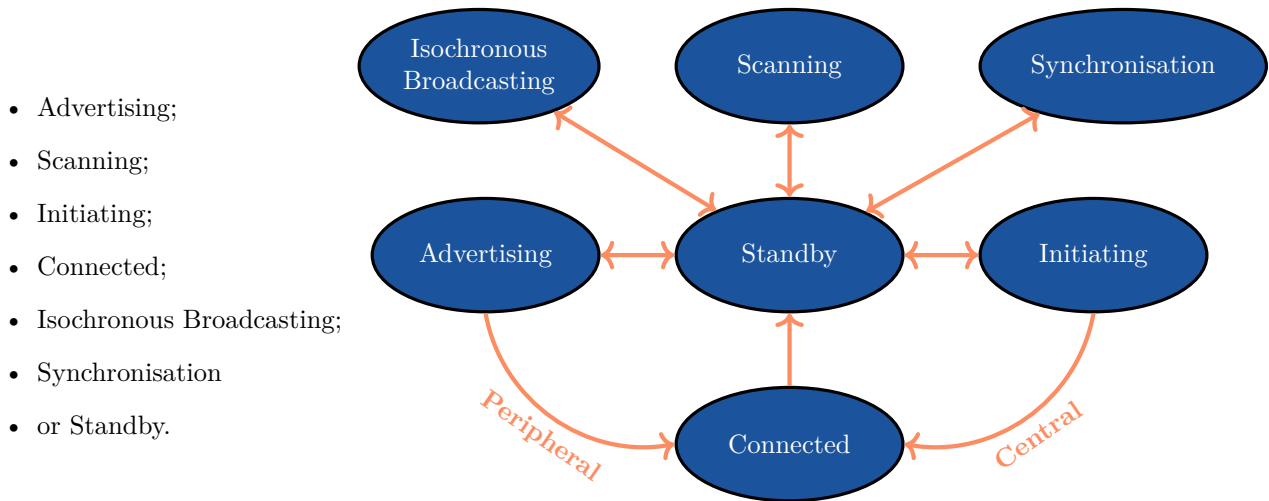 • Advertising;
• Scanning;
• Initiating;
• Connected;
• Isochronous Broadcasting;
• Synchronisation
• or Standby.
Isochronous
Broadcasting
Scanning
Synchronisation
Advertising
Standby
Initiating
Peripheral
Connected
Central